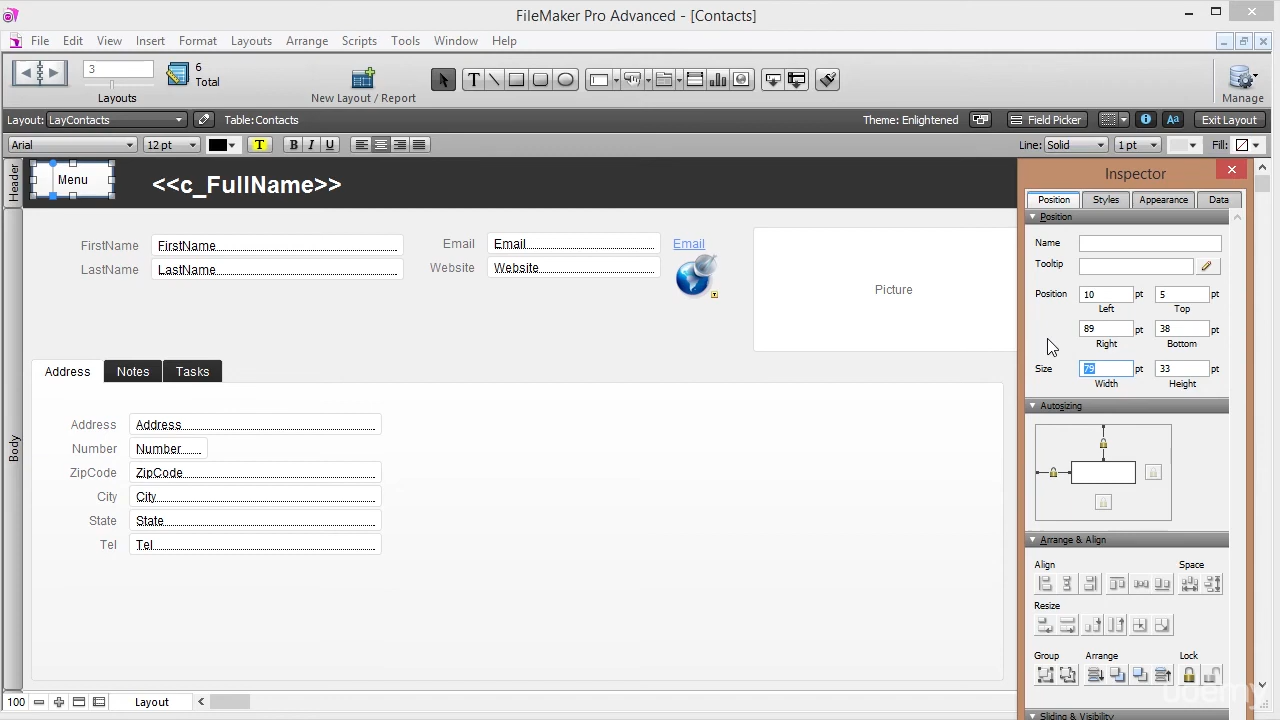 FileMaker Pro Advanced - [Contacts]
File Edit View Insert Format Layouts Arrange Scripts Tools Window Help
3
6
Total
Layouts
New Layout / Report
Manage
Layout: LayContacts
Table: Contacts
Theme: Enlightened
Field Picker
Aa
Exit Layout
Arial
12 pt
T
B I U
Line: Solid
1 pt
Fill:
Header
Menu
<<c_FullName>>
Inspector
Position Styles Appearance Data
Position
Name
Tooltip
Position 10 pt 5 pt
Left Top
89 pt 38 pt
Right Bottom
Size 79 pt 33 pt
Width Height
Autosizing
Arrange & Align
Align Space
Resize
Group Arrange Lock
Sliding & Visibility
Body
FirstName FirstName
LastName LastName
Email Email Email
Website Website
Picture
Address Notes Tasks
Address Address
Number Number
ZipCode ZipCode
City City
State State
Tel Tel
100
Layout
udemy